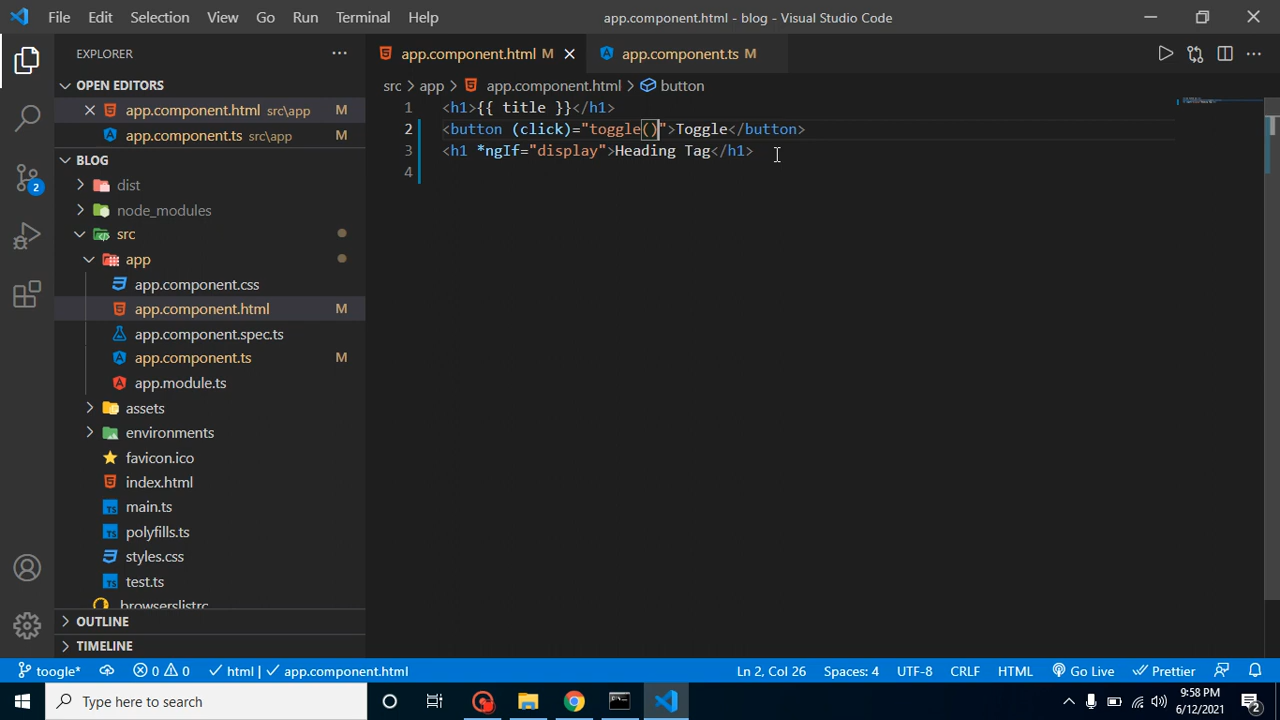 File Edit Selection View Go Run Terminal Help
app.component.html - blog - Visual Studio Code
EXPLORER
OPEN EDITORS
app.component.html src\app M
app.component.ts src\app M
BLOG
dist
node_modules
src
app
app.component.css
app.component.html M
app.component.spec.ts
app.component.ts M
app.module.ts
assets
environments
favicon.ico
index.html
main.ts
polyfills.ts
styles.css
test.ts
.browserslistrc
OUTLINE
TIMELINE
2
app.component.html M
app.component.ts M
src > app > app.component.html > button
1 <h1>{{ title }}</h1>
2 <button (click)="toggle()">Toggle</button>
3 <h1 *ngIf="display">Heading Tag</h1>
4
toogle* 0 0 html | app.component.html
Ln 2, Col 26 Spaces: 4 UTF-8 CRLF HTML Go Live Prettier
Type here to search
9:58 PM
6/12/2021
2